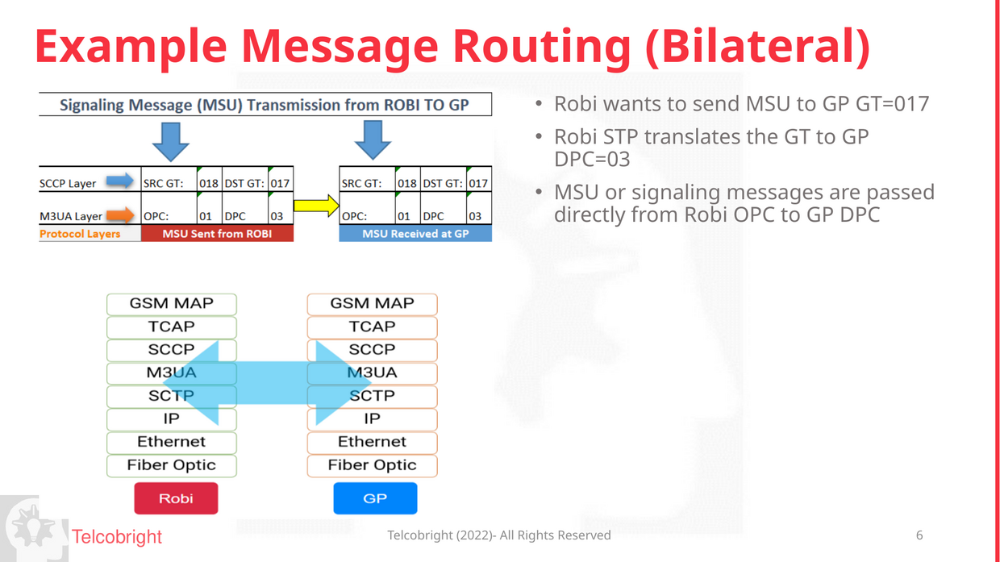 Example Message Routing (Bilateral)
Signaling Message (MSU) Transmission from ROBI TO GP
SCCP Layer SRC GT: 018 DST GT: 017 SRC GT: 018 DST GT: 017
M3UA Layer OPC: 01 DPC 03 OPC: 01 DPC 03
Protocol Layers MSU Sent from ROBI MSU Received at GP
• Robi wants to send MSU to GP GT=017
• Robi STP translates the GT to GP
DPC=03
• MSU or signaling messages are passed
directly from Robi OPC to GP DPC
GSM MAP GSM MAP
TCAP TCAP
SCCP SCCP
M3UA M3UA
SCTP SCTP
IP IP
Ethernet Ethernet
Fiber Optic Fiber Optic
Robi GP
Telcobright
Telcobright (2022)- All Rights Reserved
6